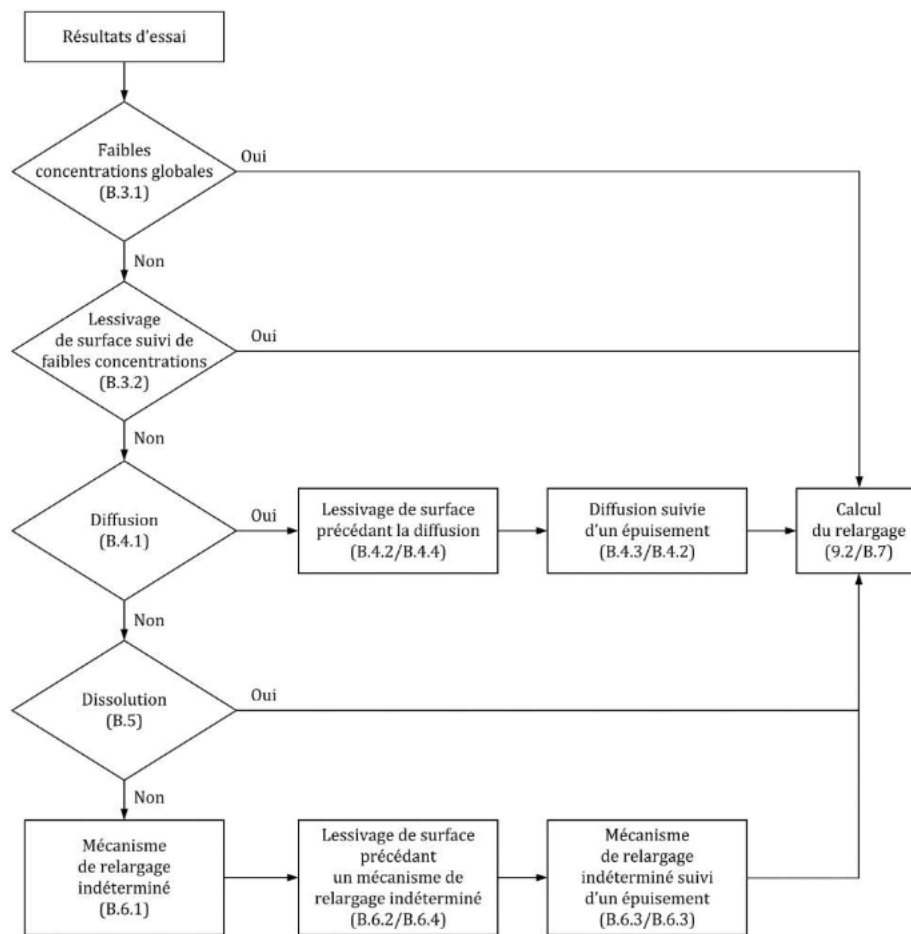 Résultats d'essai
Faibles
concentrations globales
(B.3.1)
Oui
Non
Lessivage
de surface suivi de
faibles concentrations
(B.3.2)
Oui
Non
Diffusion
(B.4.1)
Oui
Lessivage de surface
précédant la diffusion
(B.4.2/B.4.4)
Diffusion suivie
d'un épuisement
(B.4.3/B.4.2)
Calcul
du relargage
(9.2/B.7)
Non
Dissolution
(B.5)
Oui
Non
Mécanisme
de relargage
indéterminé
(B.6.1)
Lessivage de surface
précédant
un mécanisme de
relargage indéterminé
(B.6.2/B.6.4)
Mécanisme
de relargage
indéterminé suivi
d'un épuisement
(B.6.3/B.6.3)